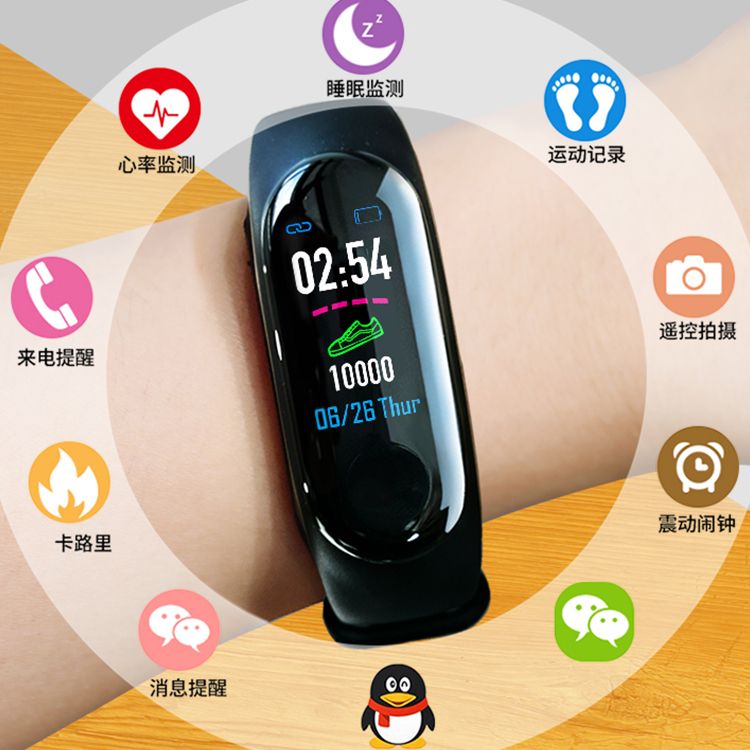 zz
睡眠监测
心率监测
运动记录
02:54
来电提醒
遥控拍摄
10000
06/26 Thur
卡路里
震动闹钟
消息提醒